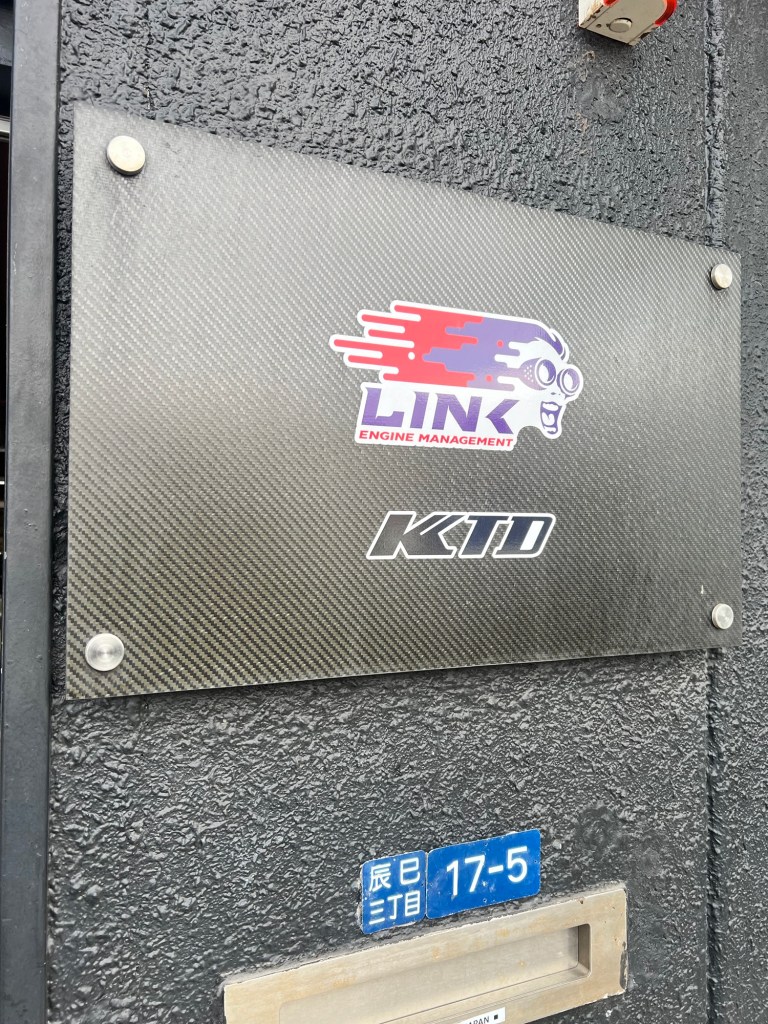 LINK
ENGINE MANAGEMENT
KTD
辰巳
三丁目
17-5